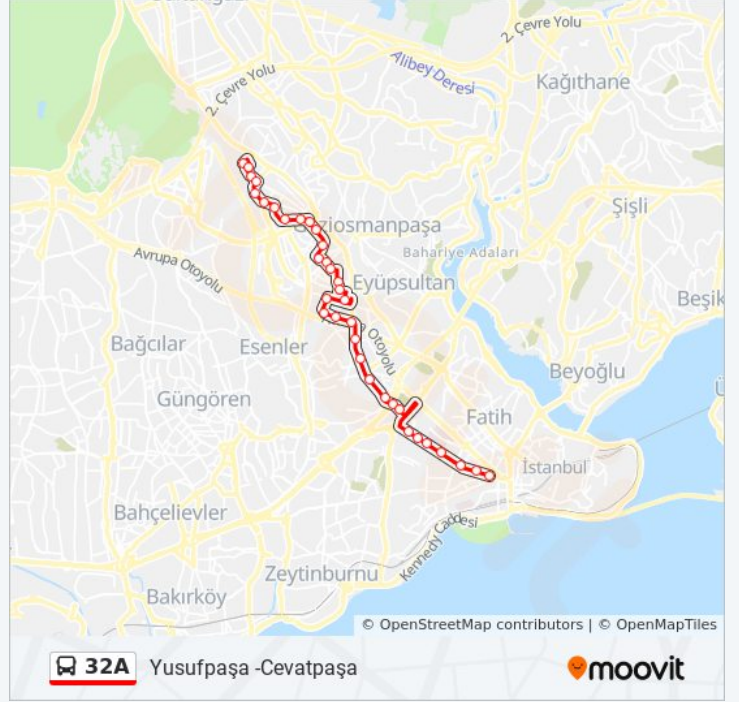 2. Çevre Yolu
Alibey Deresi
Kağıthane
2. Çevre Yolu
Şişli
Gaziosmanpaşa
Bahariye Adaları
Avrupa Otoyolu
Eyüpsultan
Beşik
Otoyolu
Bağcılar
Esenler
Beyoğlu
Güngören
Fatih
İstanbul
Bahçelievler
Kennedy Caddesi
Zeytinburnu
Bakırköy
© OpenStreetMap contributors | © OpenMapTiles
32A Yusufpaşa -Cevatpaşa
moovit